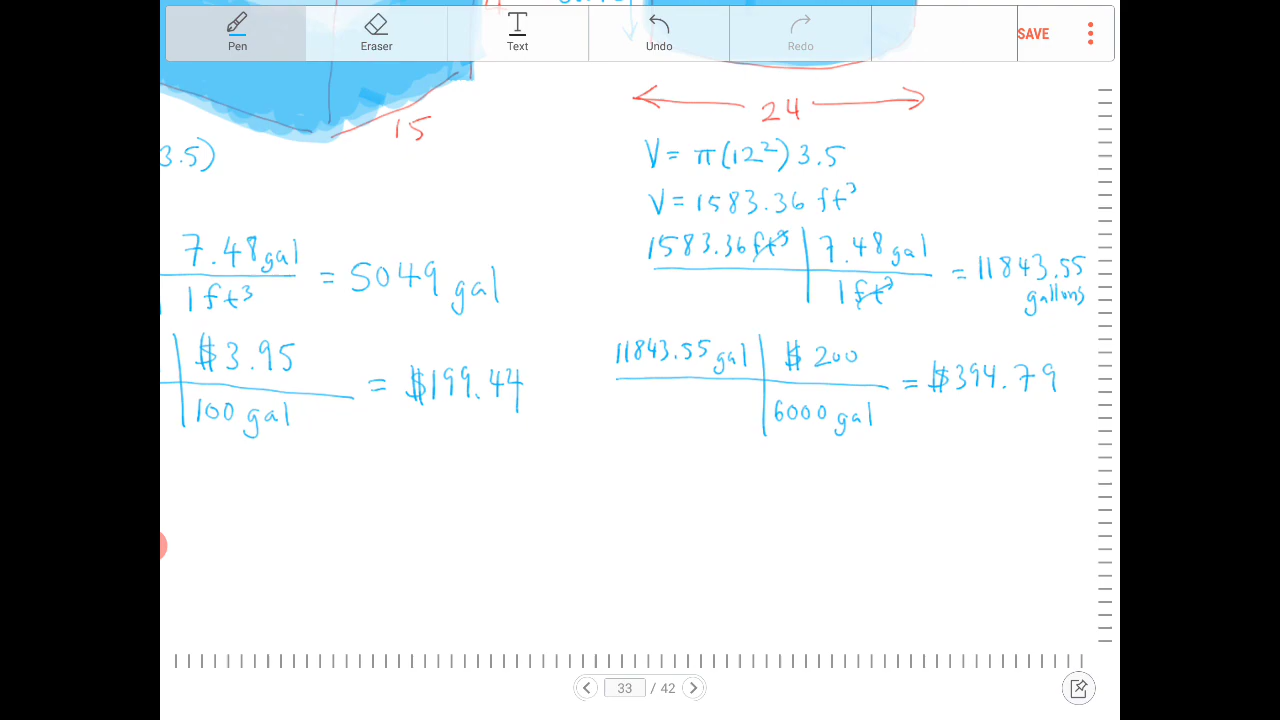 Pen
Eraser
Text
Undo
Redo
SAVE
15
24
3.5)
7.48 gal
1 ft³
= 5049 gal
$3.95
100 gal
= $199.44
V = π(12²) 3.5
V = 1583.36 ft³
1583.36 ft³
7.48 gal
1 ft³
= 11843.55
gallons
11843.55 gal
$ 200
6000 gal
= $394.79
33 / 42